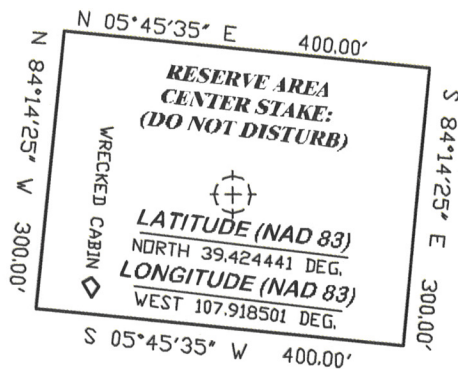 N 05°45'35" E 400.00'
N 84°14'25" W 300.00'
S 84°14'25" E 300.00'
RESERVE AREA
CENTER STAKE:
(DO NOT DISTURB)
WRECKED CABIN
LATITUDE (NAD 83)
NORTH 39.424441 DEG.
LONGITUDE (NAD 83)
WEST 107.918501 DEG.
S 05°45'35" W 400.00'